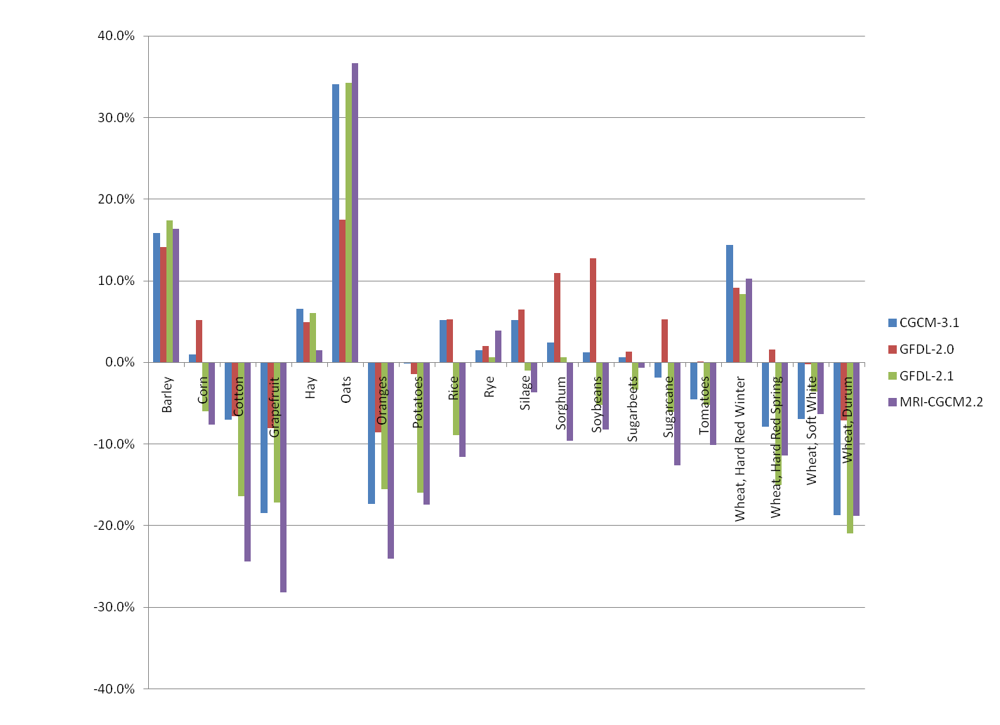 40.0%
30.0%
20.0%
10.0%
0.0%
-10.0%
-20.0%
-30.0%
-40.0%
Barley
Corn
Cotton
Grapefruit
Hay
Oats
Oranges
Potatoes
Rice
Rye
Silage
Sorghum
Soybeans
Sugarbeets
Sugarcane
Tomatoes
Wheat, Hard Red Winter
Wheat, Hard Red Spring
Wheat, Soft White
Wheat, Durum
CGCM-3.1
GFDL-2.0
GFDL-2.1
MRI-CGCM2.2